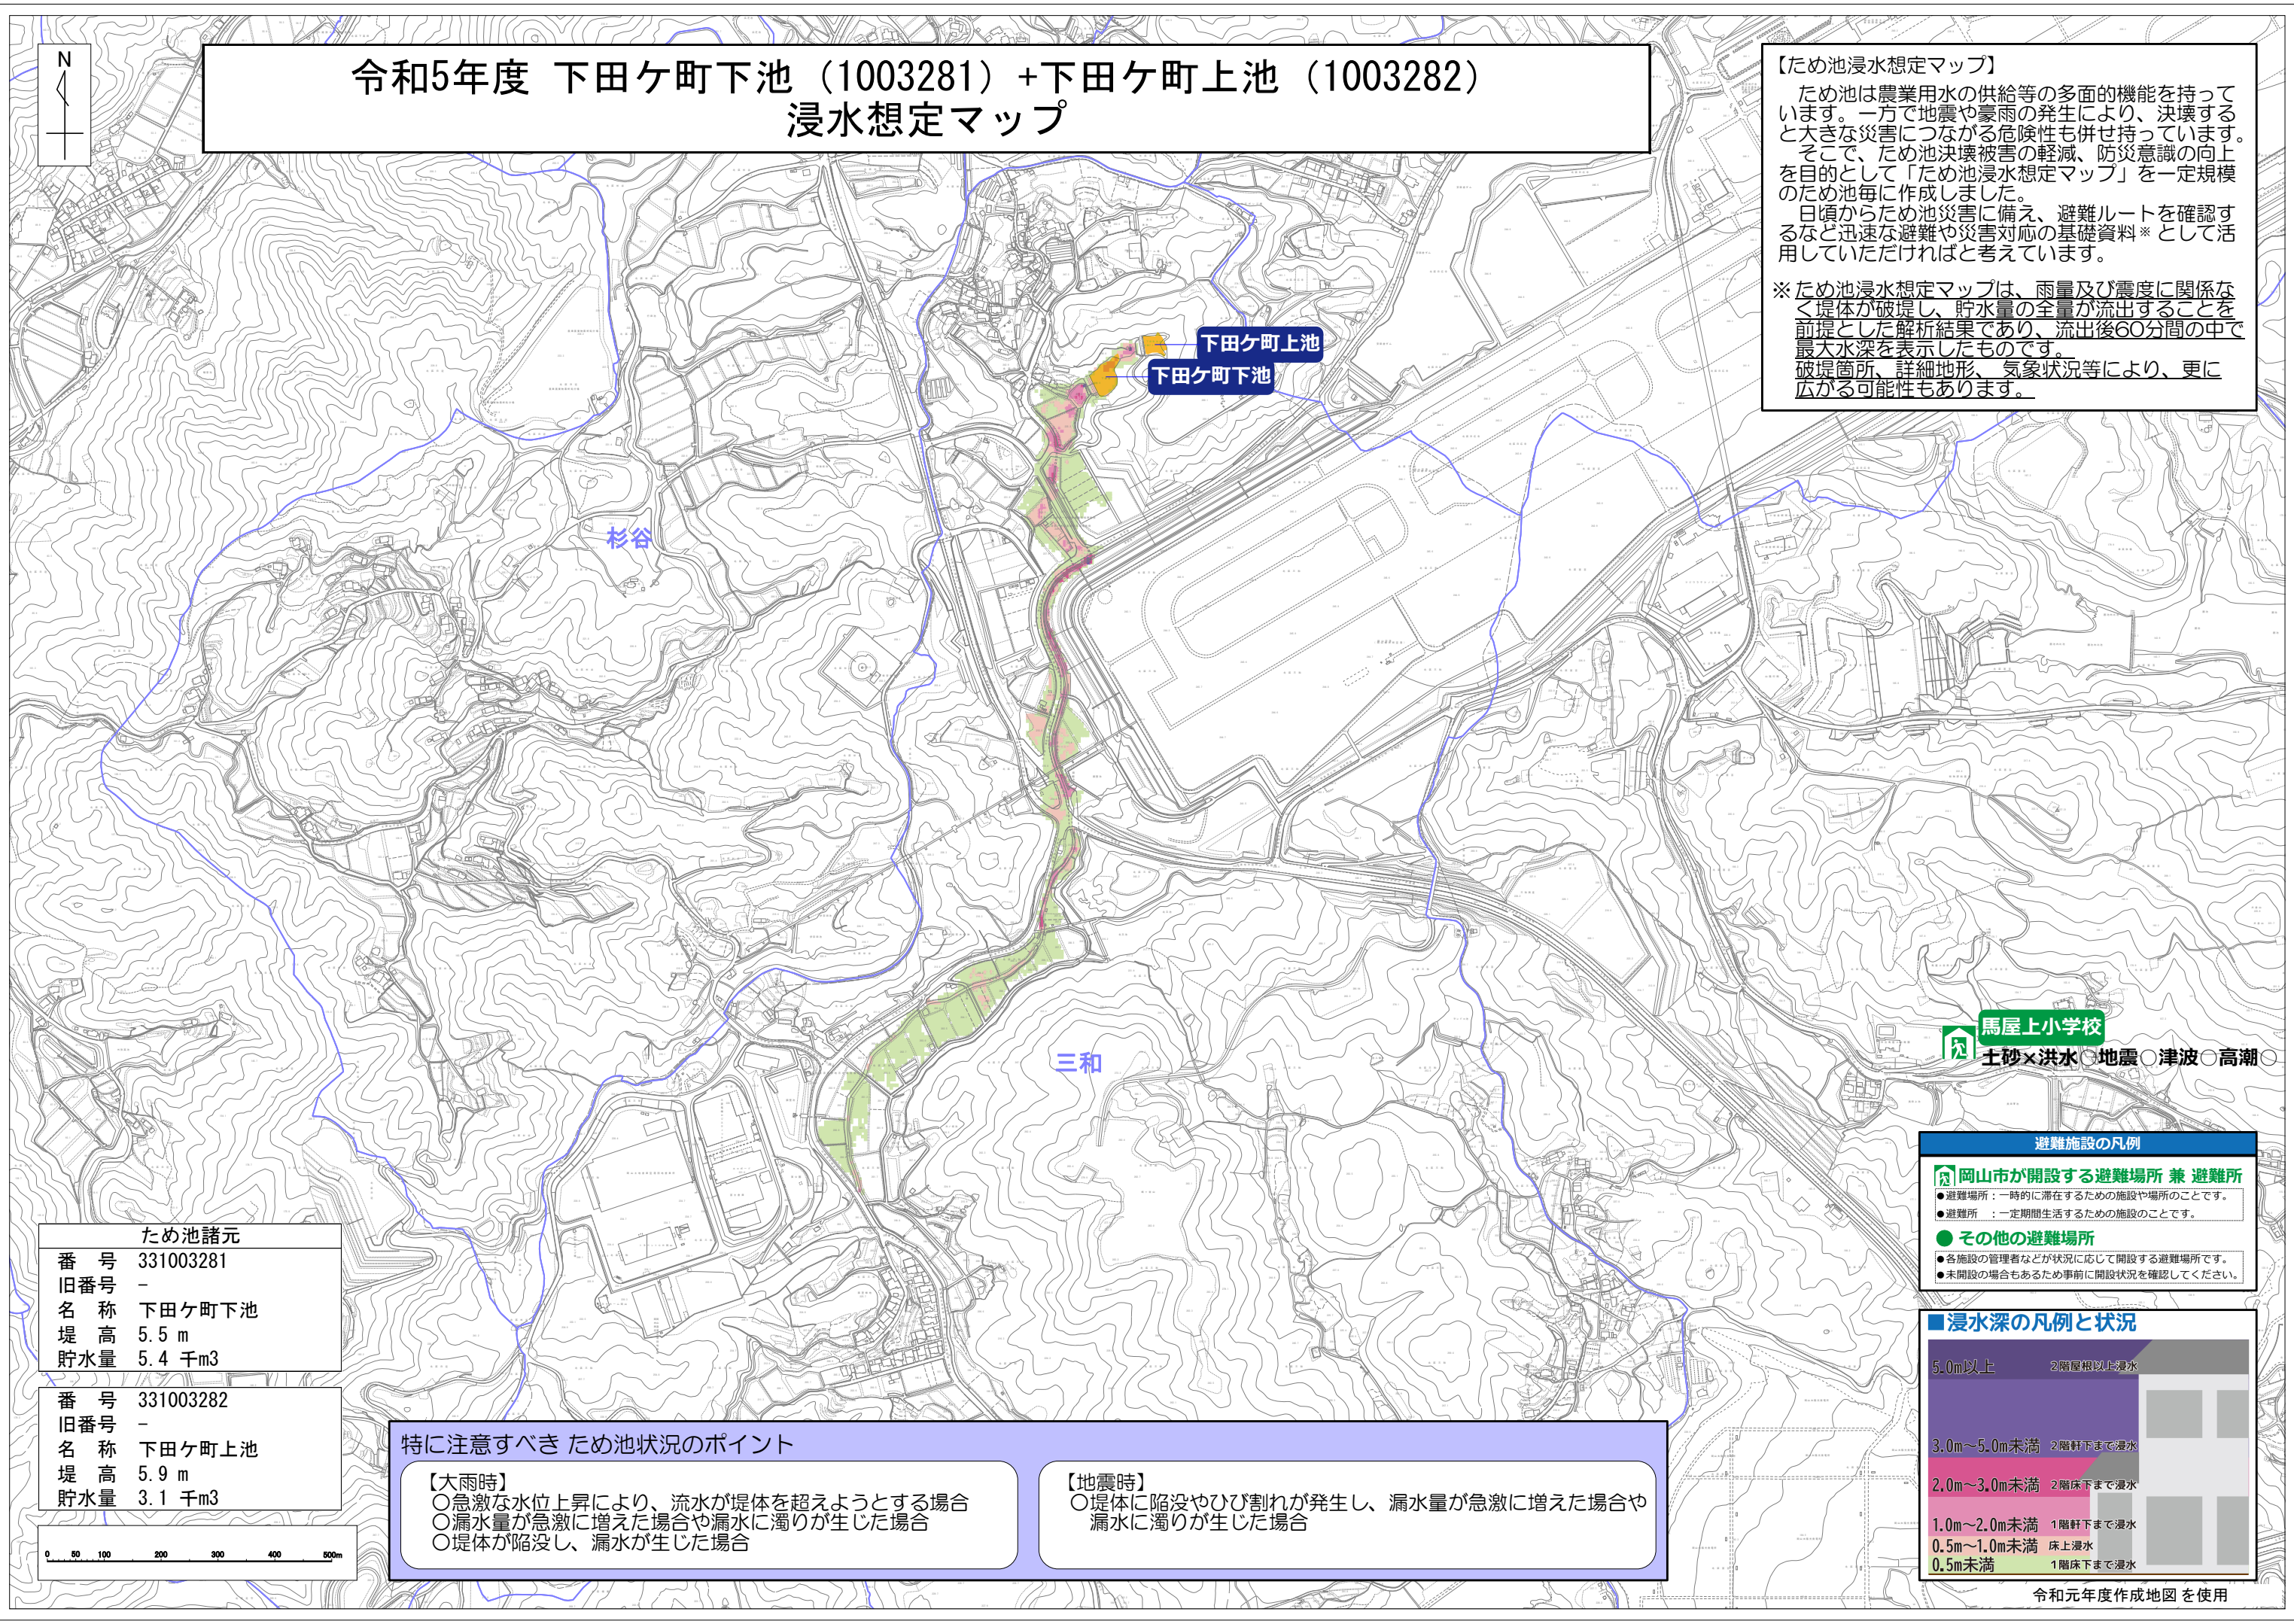 N
令和5年度 下田ケ町下池（1003281）+下田ケ町上池（1003282）
浸水想定マップ
【ため池浸水想定マップ】
ため池は農業用水の供給等の多面的機能を持って
います。一方で地震や豪雨の発生により、決壊する
と大きな災害につながる危険性も併せ持っています。
そこで、ため池決壊被害の軽減、防災意識の向上
を目的として「ため池浸水想定マップ」を一定規模
のため池毎に作成しました。
日頃からため池災害に備え、避難ルートを確認す
るなど迅速な避難や災害対応の基礎資料※として活
用していただければと考えています。
※ため池浸水想定マップは、雨量及び震度に関係な
く堤体が破堤し、貯水量の全量が流出することを
前提とした解析結果であり、流出後60分間の中で
最大水深を表示したものです。
破堤箇所、詳細地形、気象状況等により、更に
広がる可能性もあります。
下田ケ町上池
下田ケ町下池
杉谷
三和
馬屋上小学校
土砂×洪水○地震○津波○高潮○
避難施設の凡例
岡山市が開設する避難場所 兼 避難所
●避難場所：一時的に滞在するための施設や場所のことです。
●避難所　：一定期間生活するための施設のことです。
● その他の避難場所
●各施設の管理者などが状況に応じて開設する避難場所です。
●未開設の場合もあるため事前に開設状況を確認してください。
■浸水深の凡例と状況
5.0m以上 2階屋根以上浸水
3.0m～5.0m未満 2階軒下まで浸水
2.0m～3.0m未満 2階床下まで浸水
1.0m～2.0m未満 1階軒下まで浸水
0.5m～1.0m未満 床上浸水
0.5m未満 1階床下まで浸水
令和元年度作成地図を使用
ため池諸元
番　号 331003281
旧番号 -
名　称 下田ケ町下池
堤　高 5.5 m
貯水量 5.4 千m3
番　号 331003282
旧番号 -
名　称 下田ケ町上池
堤　高 5.9 m
貯水量 3.1 千m3
0 50 100 200 300 400 500m
特に注意すべき ため池状況のポイント
【大雨時】
○急激な水位上昇により、流水が堤体を超えようとする場合
○漏水量が急激に増えた場合や漏水に濁りが生じた場合
○堤体が陥没し、漏水が生じた場合
【地震時】
○堤体に陥没やひび割れが発生し、漏水量が急激に増えた場合や
漏水に濁りが生じた場合